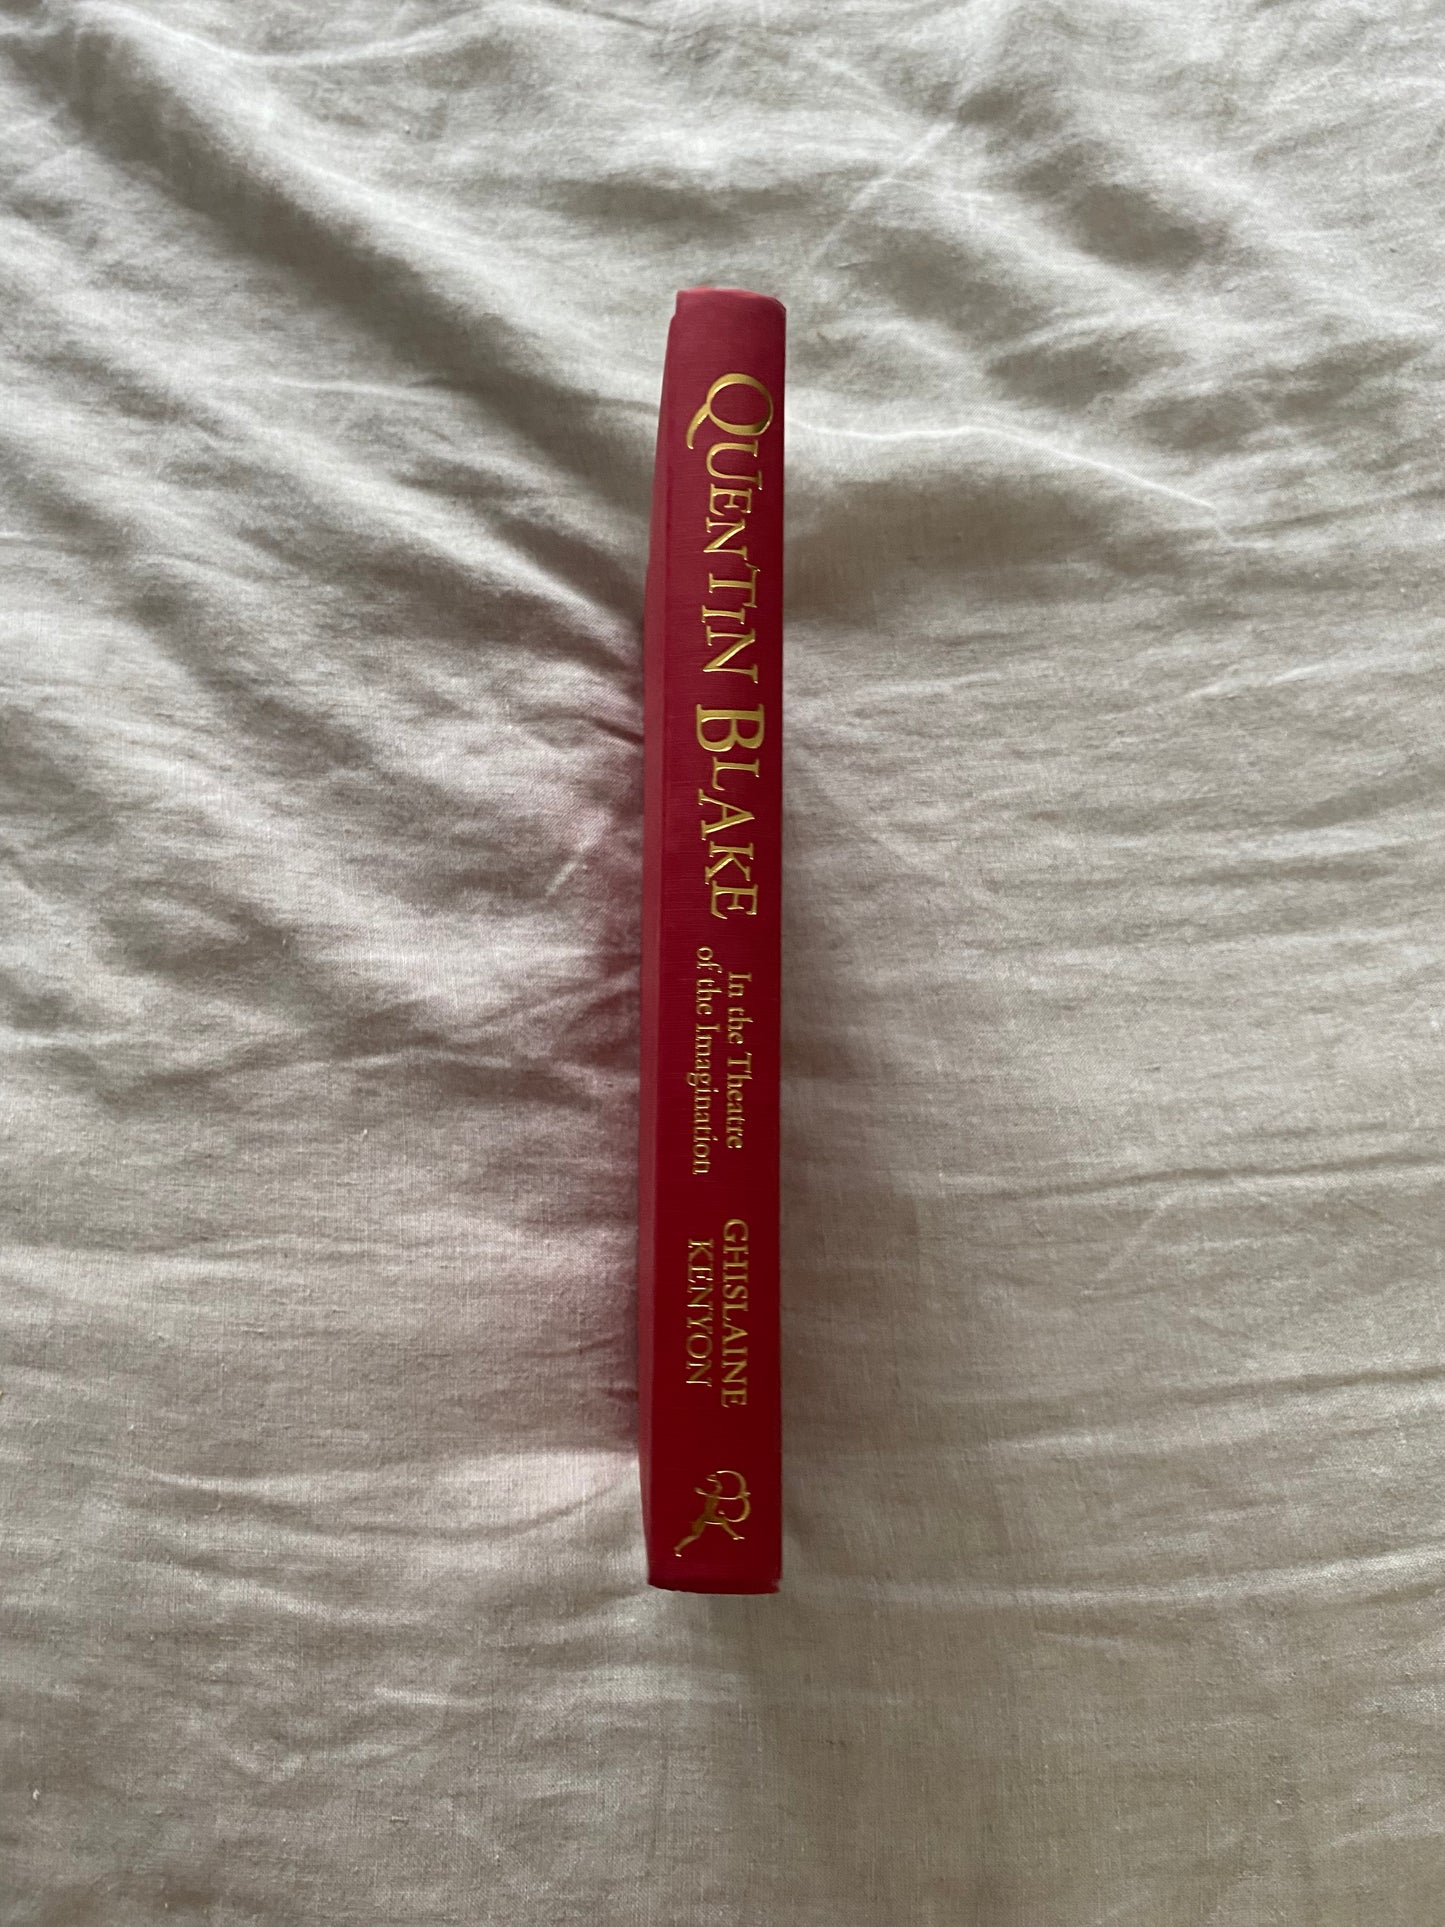 QUENTIN BLAKE
In the Theatre
of the Imagination
GHISLAINE
KENYON